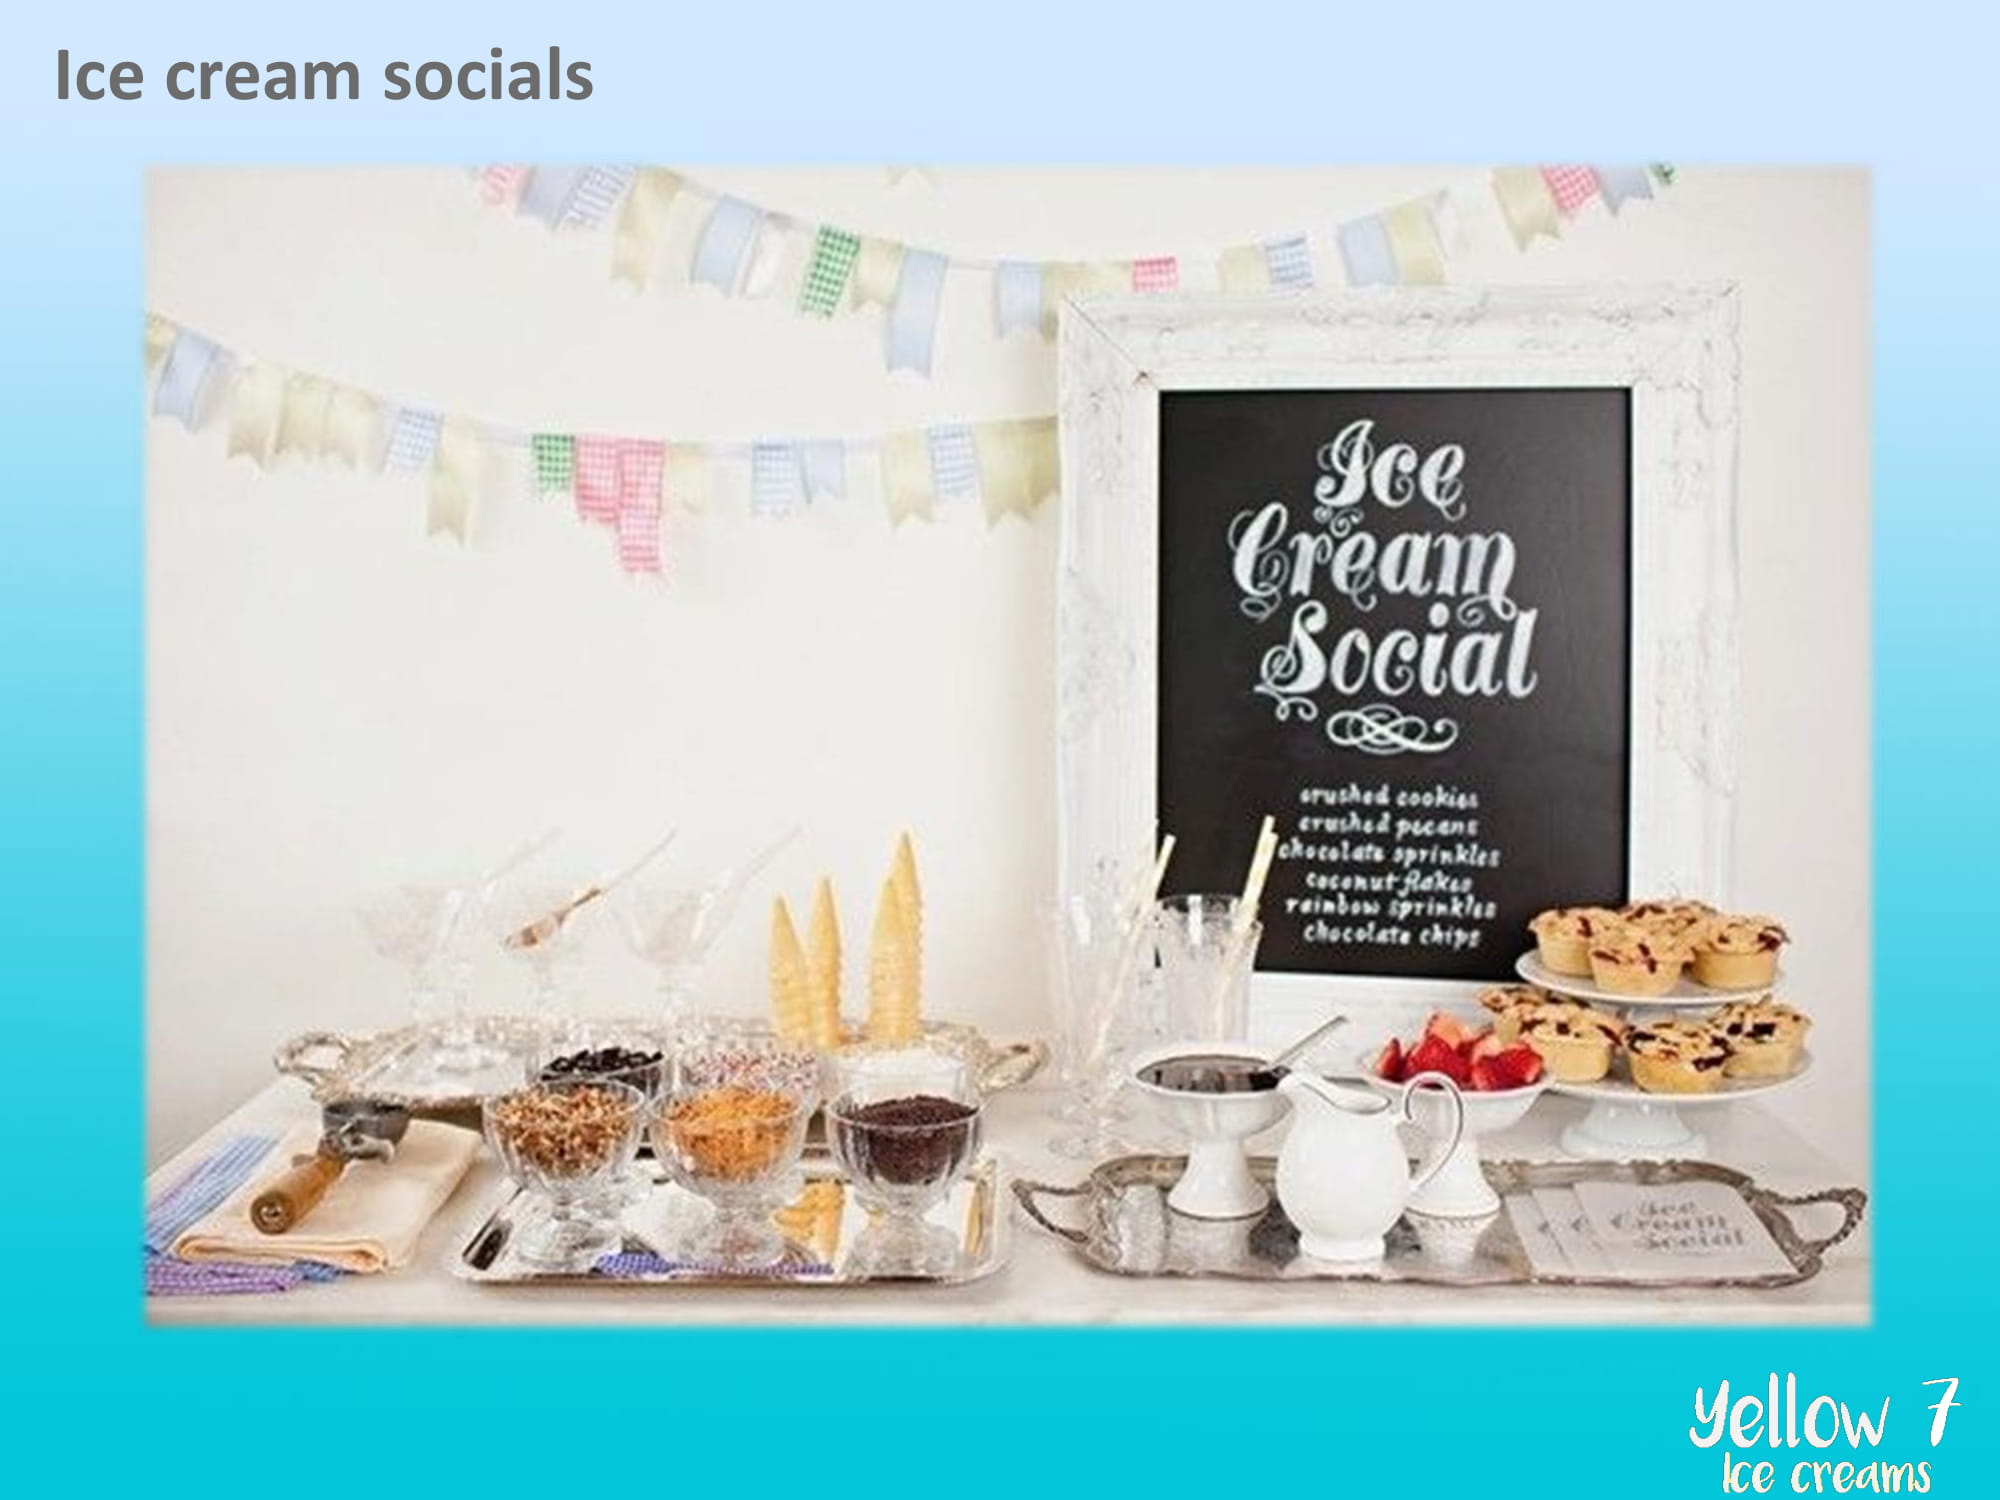 Ice cream socials
Ice
Cream
Social
crushed cookies
crushed pecans
chocolate sprinkles
coconut flakes
rainbow sprinkles
chocolate chips
Ice
Cream
Social
Yellow 7
Ice creams